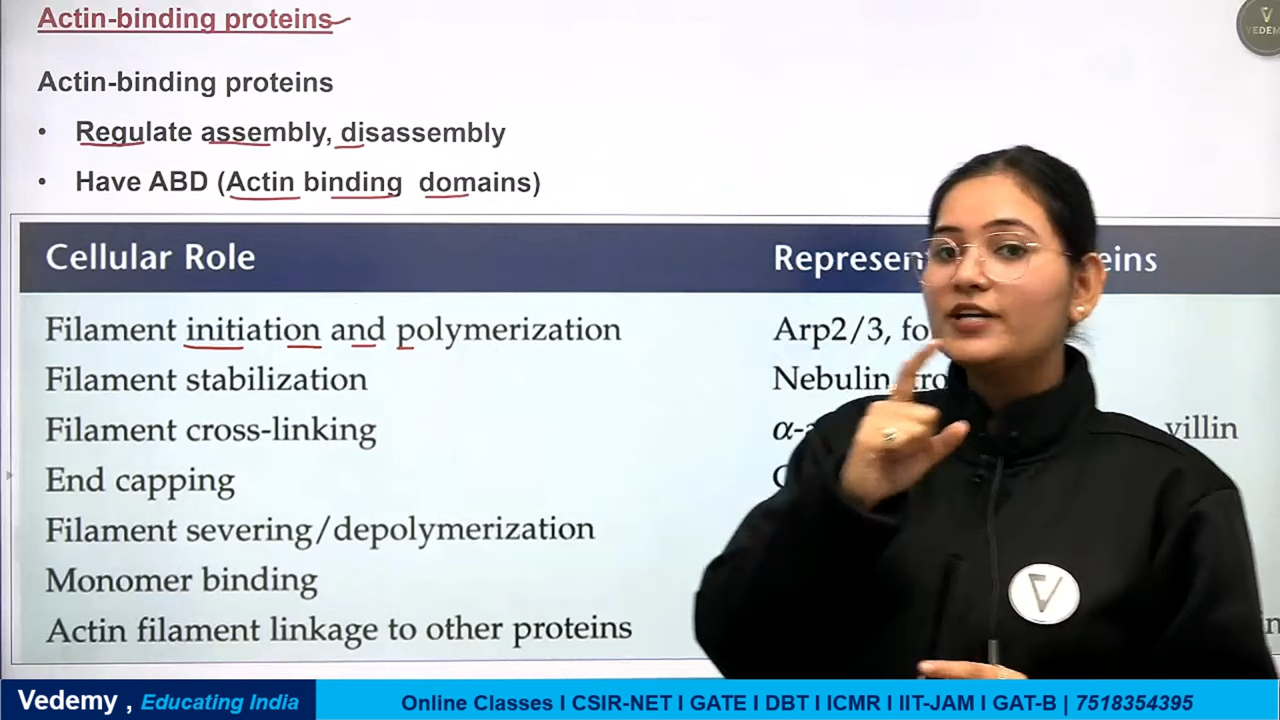 Actin-binding proteins
VEDEM
Actin-binding proteins
• Regulate assembly, disassembly
• Have ABD (Actin binding domains)
Cellular Role
Filament initiation and polymerization Arp2/3,
Filament stabilization Nebulin,
Filament cross-linking villin
End capping
Filament severing/depolymerization
Monomer binding
Actin filament linkage to other proteins
Vedemy , Educating India Online Classes I CSIR-NET I GATE I DBT I ICMR I IIT-JAM I GAT-B | 7518354395